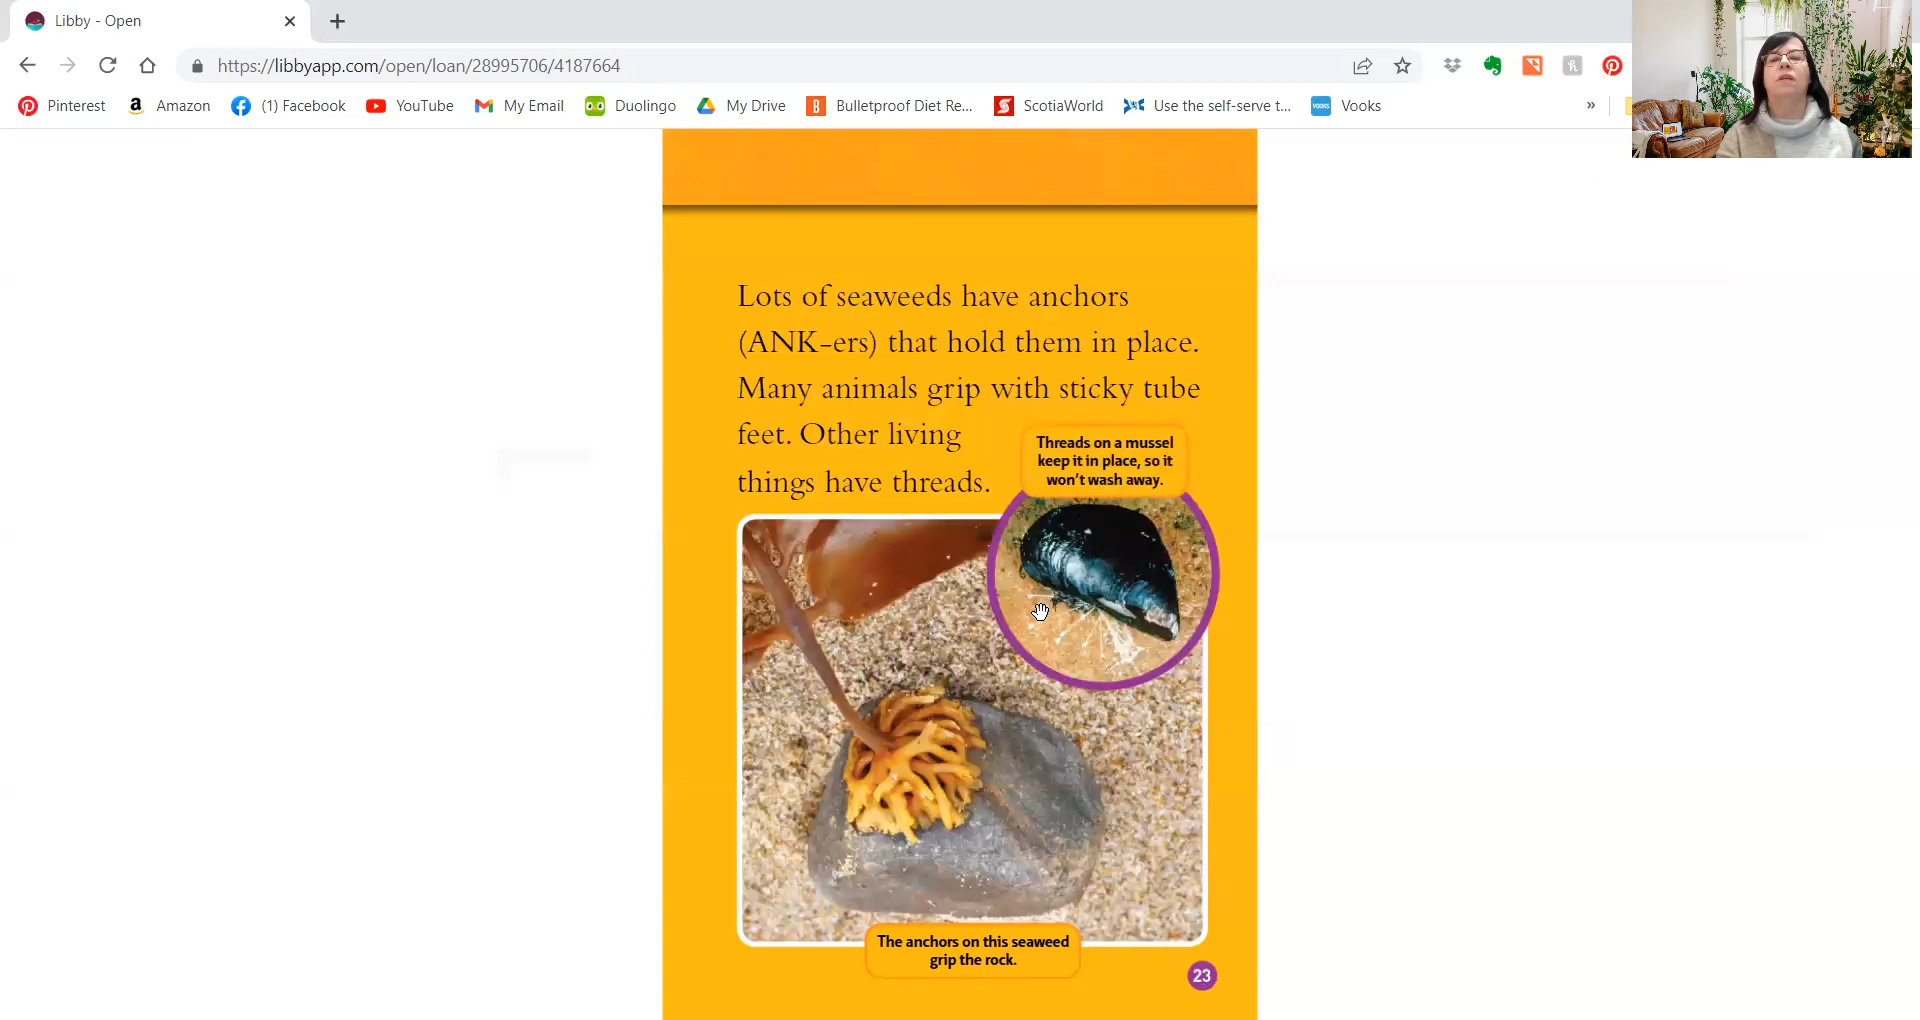 Libby - Open
https://libbyapp.com/open/loan/28995706/4187664
Pinterest
Amazon
(1) Facebook
YouTube
My Email
Duolingo
My Drive
Bulletproof Diet Re...
ScotiaWorld
Use the self-serve t...
Vooks
Lots of seaweeds have anchors
(ANK-ers) that hold them in place.
Many animals grip with sticky tube
feet. Other living
things have threads.
Threads on a mussel
keep it in place, so it
won't wash away.
The anchors on this seaweed
grip the rock.
23